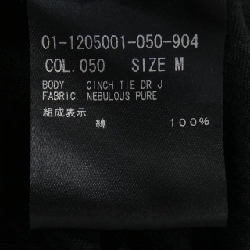 01-1205001-050-904
COL.050 SIZE M
BODY CINCH TIE DR J
FABRIC NEBULOUS PURE
組成表示
綿 100%